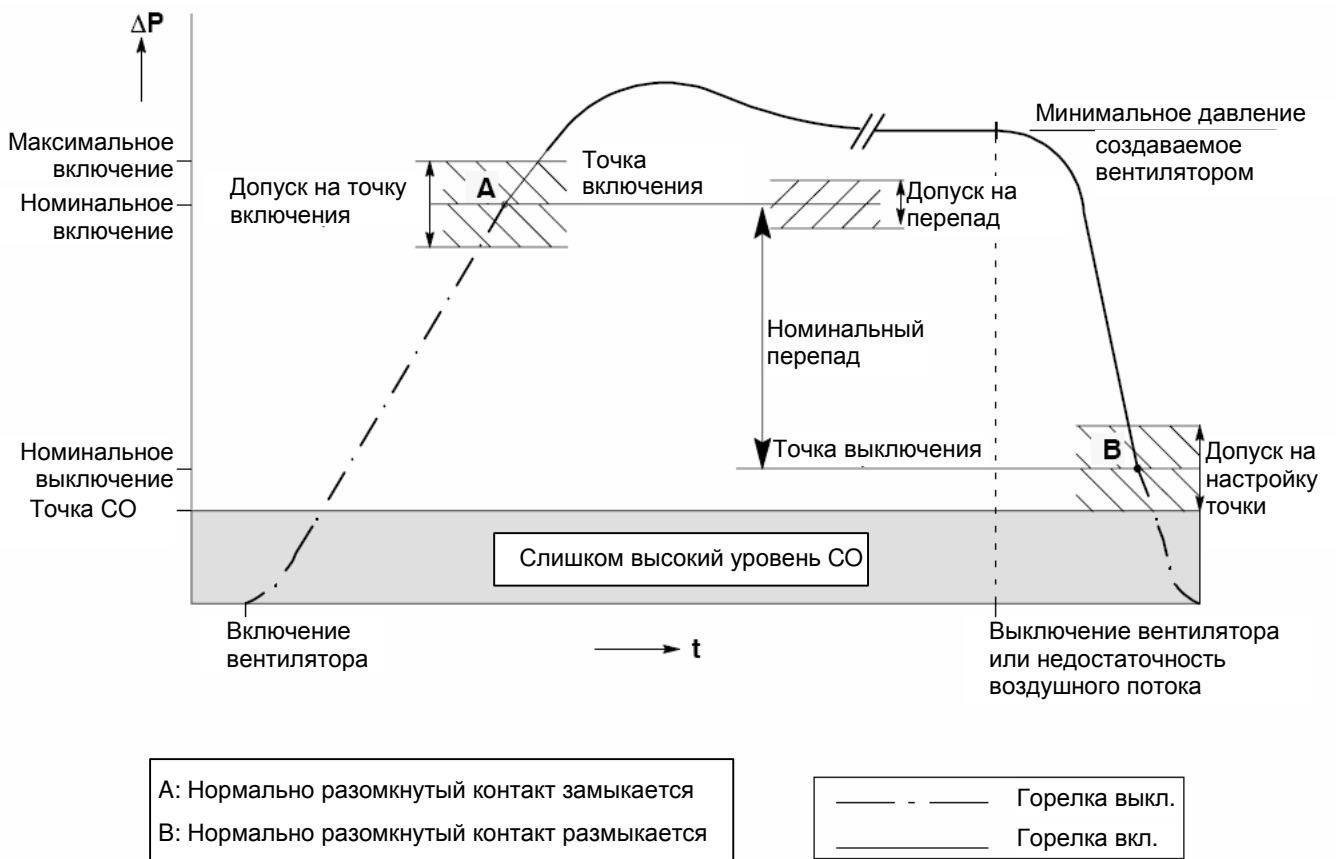 ΔP
Максимальное
включение
Номинальное
включение
Допуск на точку
включения
A
Точка
включения
Допуск на
перепад
Минимальное давление
создаваемое
вентилятором
Номинальный
перепад
Номинальное
выключение
Точка CO
Точка выключения
B
Допуск на
настройку
точки
Слишком высокий уровень CO
Включение
вентилятора
t
Выключение вентилятора
или недостаточность
воздушного потока
A: Нормально разомкнутый контакт замыкается
B: Нормально разомкнутый контакт размыкается
Горелка выкл.
Горелка вкл.